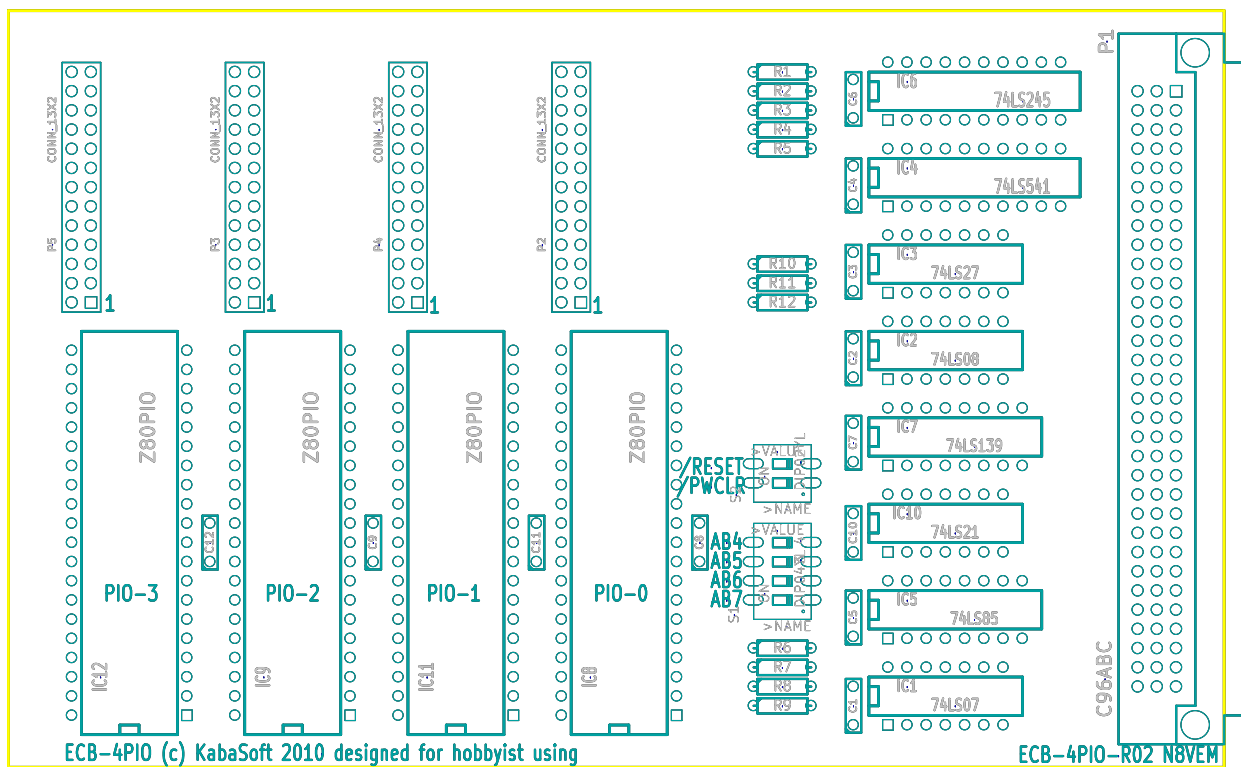 P1
CONN_13X2
CONN_13X2
CONN_13X2
CONN_13X2
P5
P3
P4
P2
1
1
1
1
R1
R2
R3
R4
R5
C6
IC6
74LS245
C4
IC4
74LS541
R10
R11
R12
C3
IC3
74LS27
C2
IC2
74LS08
Z80PIO
Z80PIO
Z80PIO
Z80PIO
C7
IC7
74LS139
>VALUE
/RESET
/PWCLR
ON
S2
>NAME
C12
C9
C11
C8
C10
IC10
74LS21
>VALUE
AB4
AB5
AB6
AB7
ON
S1
>NAME
PIO-3
PIO-2
PIO-1
PIO-0
C5
IC5
74LS85
IC12
IC9
IC11
IC8
R6
R7
R8
R9
C1
IC1
74LS07
C96ABC
ECB-4PIO (c) KabaSoft 2010 designed for hobbyist using
ECB-4PIO-R02 N8VEM